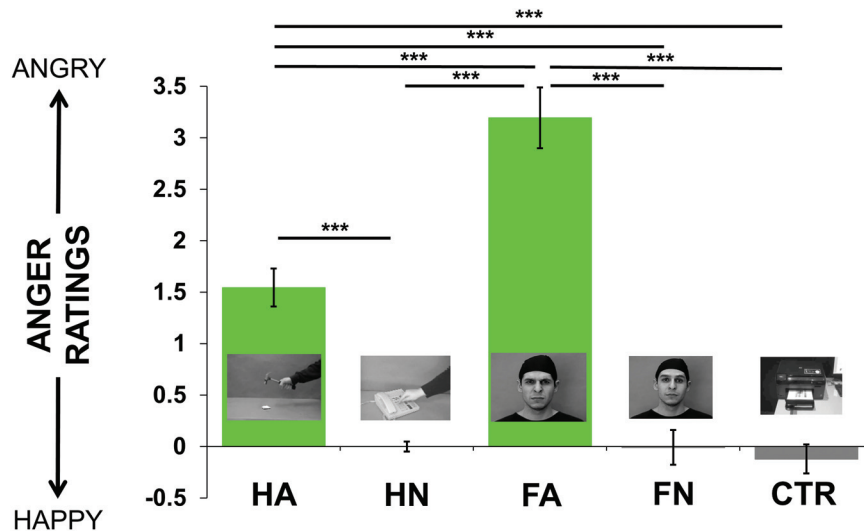 ***
***
***
***
***
***
***
ANGRY
ANGER
RATINGS
HAPPY
3.5
3
2.5
2
1.5
1
0.5
0
-0.5
HA
HN
FA
FN
CTR